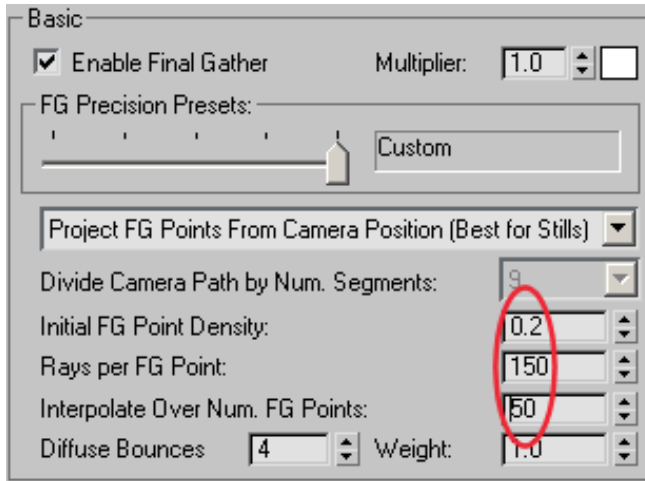 Basic
Enable Final Gather Multiplier: 1.0
FG Precision Presets:
Custom
Project FG Points From Camera Position (Best for Stills)
Divide Camera Path by Num. Segments: 9
Initial FG Point Density: 0.2
Rays per FG Point: 150
Interpolate Over Num. FG Points: 50
Diffuse Bounces 4 Weight: 1.0